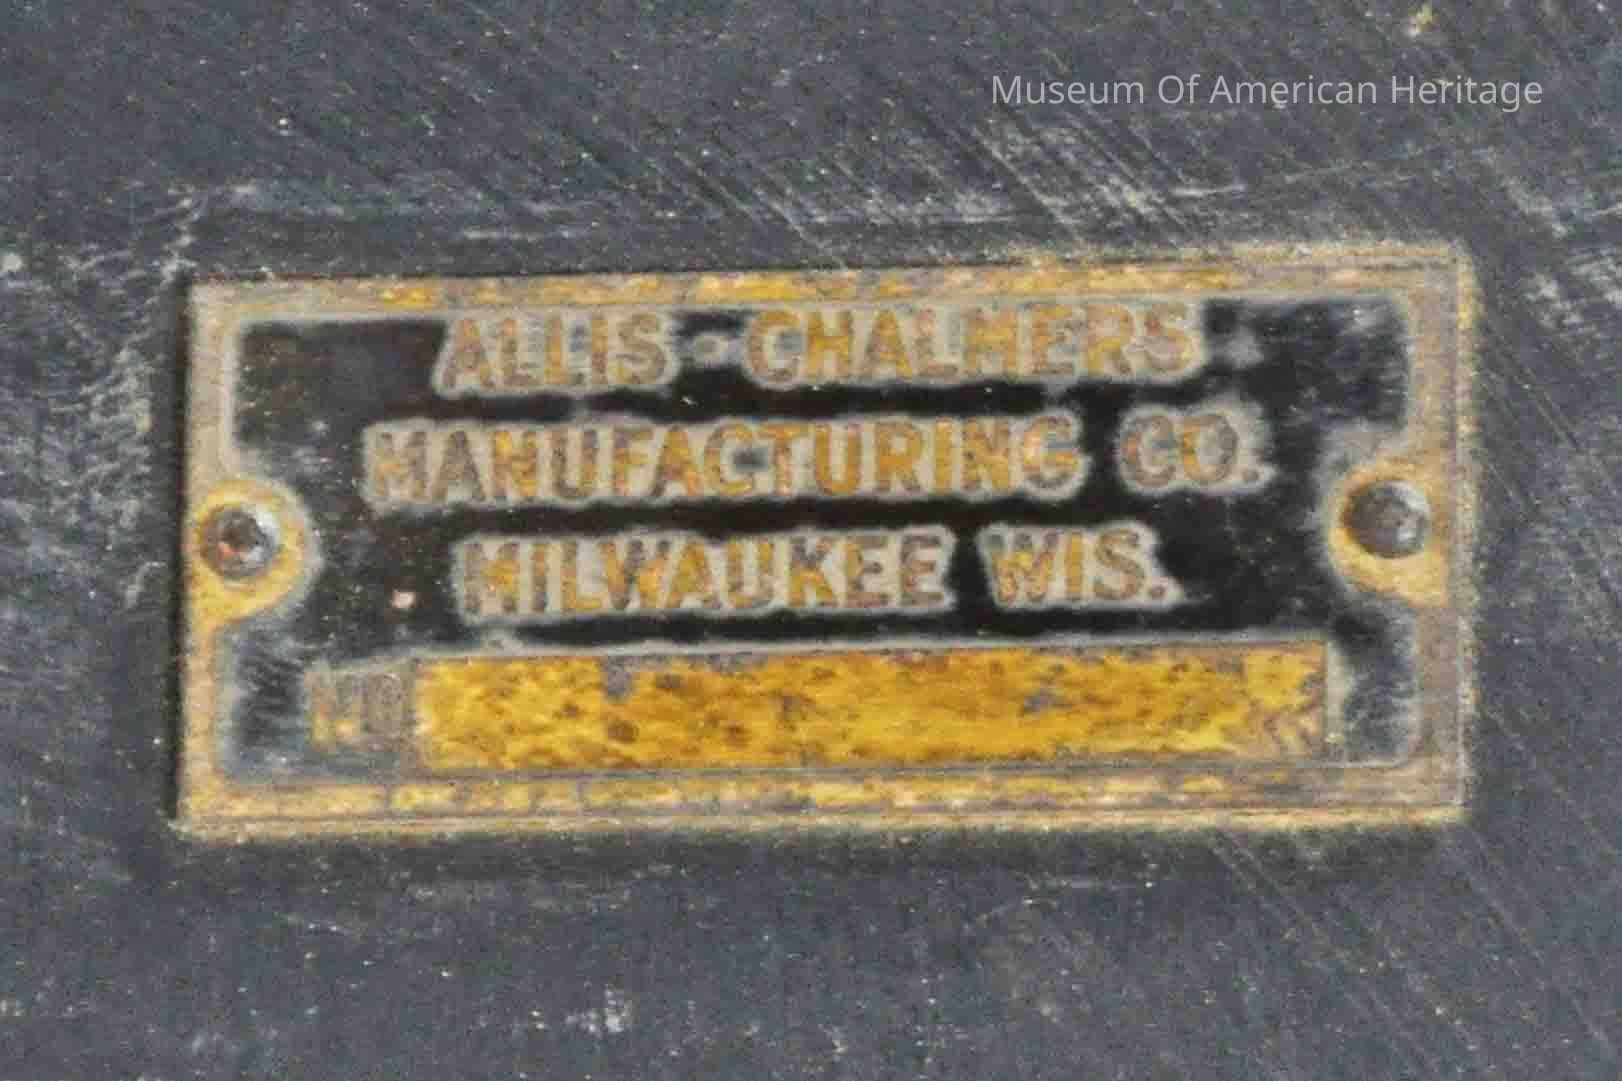 Museum Of American Heritage
ALLIS-CHALMERS
MANUFACTURING CO.
MILWAUKEE WIS.
NO